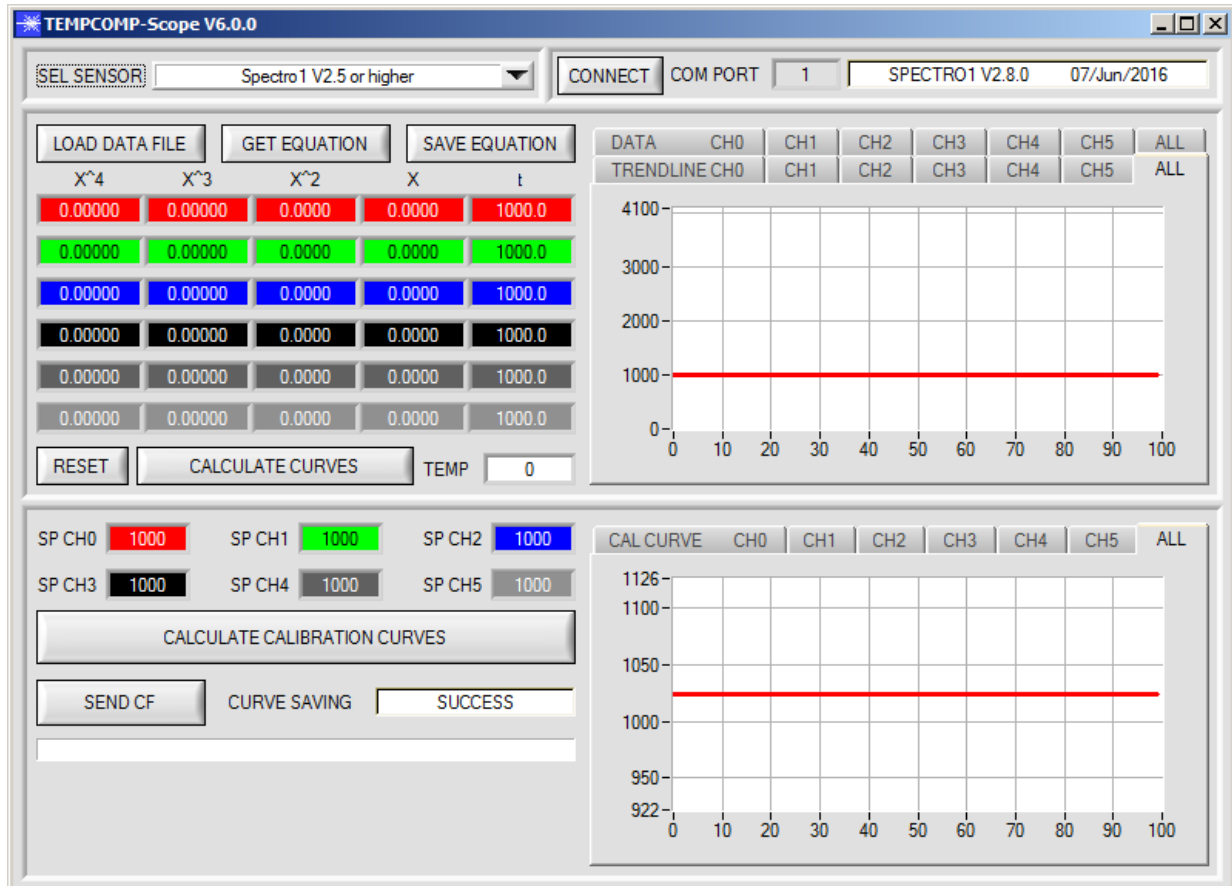 TEMPCOMP-Scope V6.0.0
SEL SENSOR Spectro1 V2.5 or higher
CONNECT COM PORT 1 SPECTRO1 V2.8.0 07/Jun/2016
LOAD DATA FILE GET EQUATION SAVE EQUATION
X^4 X^3 X^2 X t
0.00000 0.00000 0.0000 0.0000 1000.0
0.00000 0.00000 0.0000 0.0000 1000.0
0.00000 0.00000 0.0000 0.0000 1000.0
0.00000 0.00000 0.0000 0.0000 1000.0
0.00000 0.00000 0.0000 0.0000 1000.0
0.00000 0.00000 0.0000 0.0000 1000.0
RESET CALCULATE CURVES TEMP 0
DATA CH0 CH1 CH2 CH3 CH4 CH5 ALL
TRENDLINE CH0 CH1 CH2 CH3 CH4 CH5 ALL
4100
3000
2000
1000
0
0 10 20 30 40 50 60 70 80 90 100
SP CH0 1000 SP CH1 1000 SP CH2 1000
SP CH3 1000 SP CH4 1000 SP CH5 1000
CALCULATE CALIBRATION CURVES
SEND CF CURVE SAVING SUCCESS
CAL CURVE CH0 CH1 CH2 CH3 CH4 CH5 ALL
1126
1100
1050
1000
950
922
0 10 20 30 40 50 60 70 80 90 100